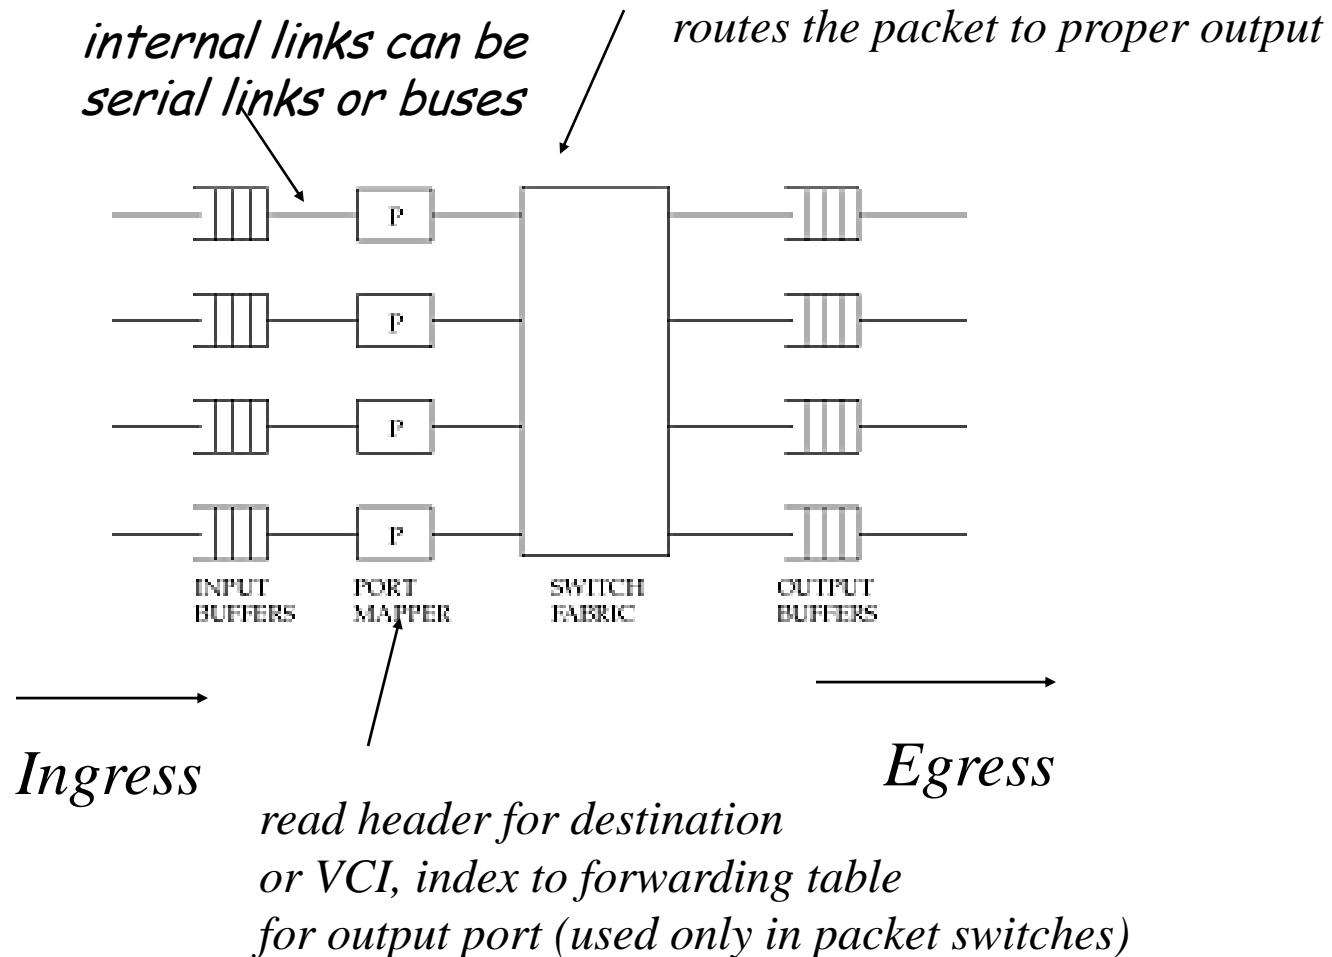 routes the packet to proper output
internal links can be
serial links or buses
P
P
P
P
INPUT
BUFFERS
PORT
MAPPER
SWITCH
FABRIC
OUTPUT
BUFFERS
Ingress
Egress
read header for destination
or VCI, index to forwarding table
for output port (used only in packet switches)